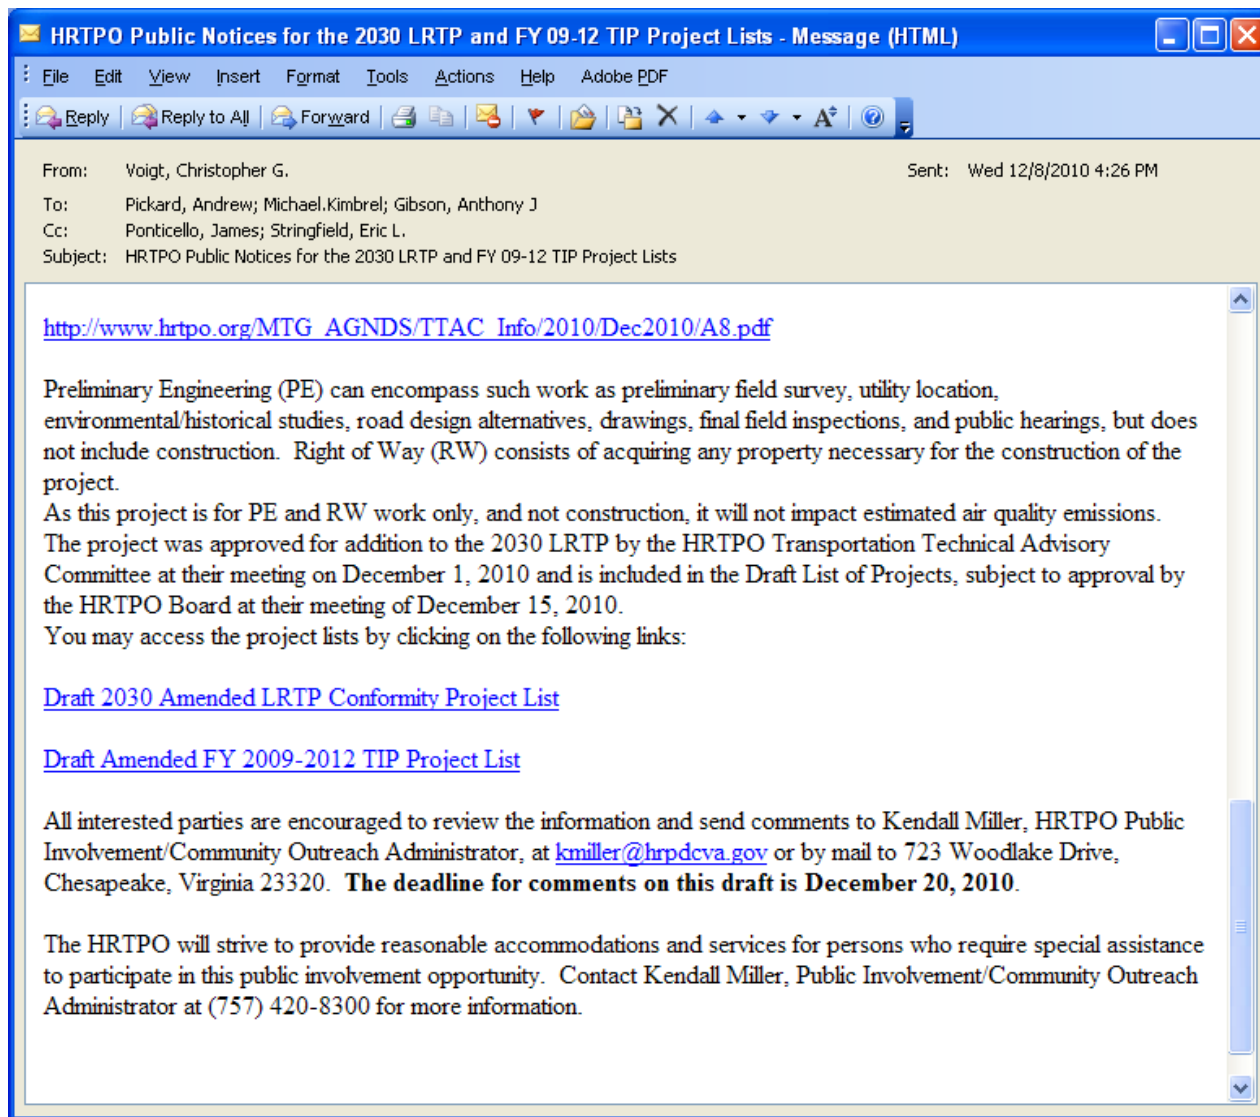 HRTPO Public Notices for the 2030 LRTP and FY 09-12 TIP Project Lists - Message (HTML)
File Edit View Insert Format Tools Actions Help Adobe PDF
Reply Reply to All Forward
From: Voigt, Christopher G. Sent: Wed 12/8/2010 4:26 PM
To: Pickard, Andrew; Michael.Kimbrel; Gibson, Anthony J
Cc: Ponticello, James; Stringfield, Eric L.
Subject: HRTPO Public Notices for the 2030 LRTP and FY 09-12 TIP Project Lists
http://www.hrtpo.org/MTG_AGNDS/TTAC_Info/2010/Dec2010/A8.pdf
Preliminary Engineering (PE) can encompass such work as preliminary field survey, utility location,
environmental/historical studies, road design alternatives, drawings, final field inspections, and public hearings, but does
not include construction. Right of Way (RW) consists of acquiring any property necessary for the construction of the
project.
As this project is for PE and RW work only, and not construction, it will not impact estimated air quality emissions.
The project was approved for addition to the 2030 LRTP by the HRTPO Transportation Technical Advisory
Committee at their meeting on December 1, 2010 and is included in the Draft List of Projects, subject to approval by
the HRTPO Board at their meeting of December 15, 2010.
You may access the project lists by clicking on the following links:
Draft 2030 Amended LRTP Conformity Project List
Draft Amended FY 2009-2012 TIP Project List
All interested parties are encouraged to review the information and send comments to Kendall Miller, HRTPO Public
Involvement/Community Outreach Administrator, at kmiller@hrpdcva.gov or by mail to 723 Woodlake Drive,
Chesapeake, Virginia 23320. The deadline for comments on this draft is December 20, 2010.
The HRTPO will strive to provide reasonable accommodations and services for persons who require special assistance
to participate in this public involvement opportunity. Contact Kendall Miller, Public Involvement/Community Outreach
Administrator at (757) 420-8300 for more information.